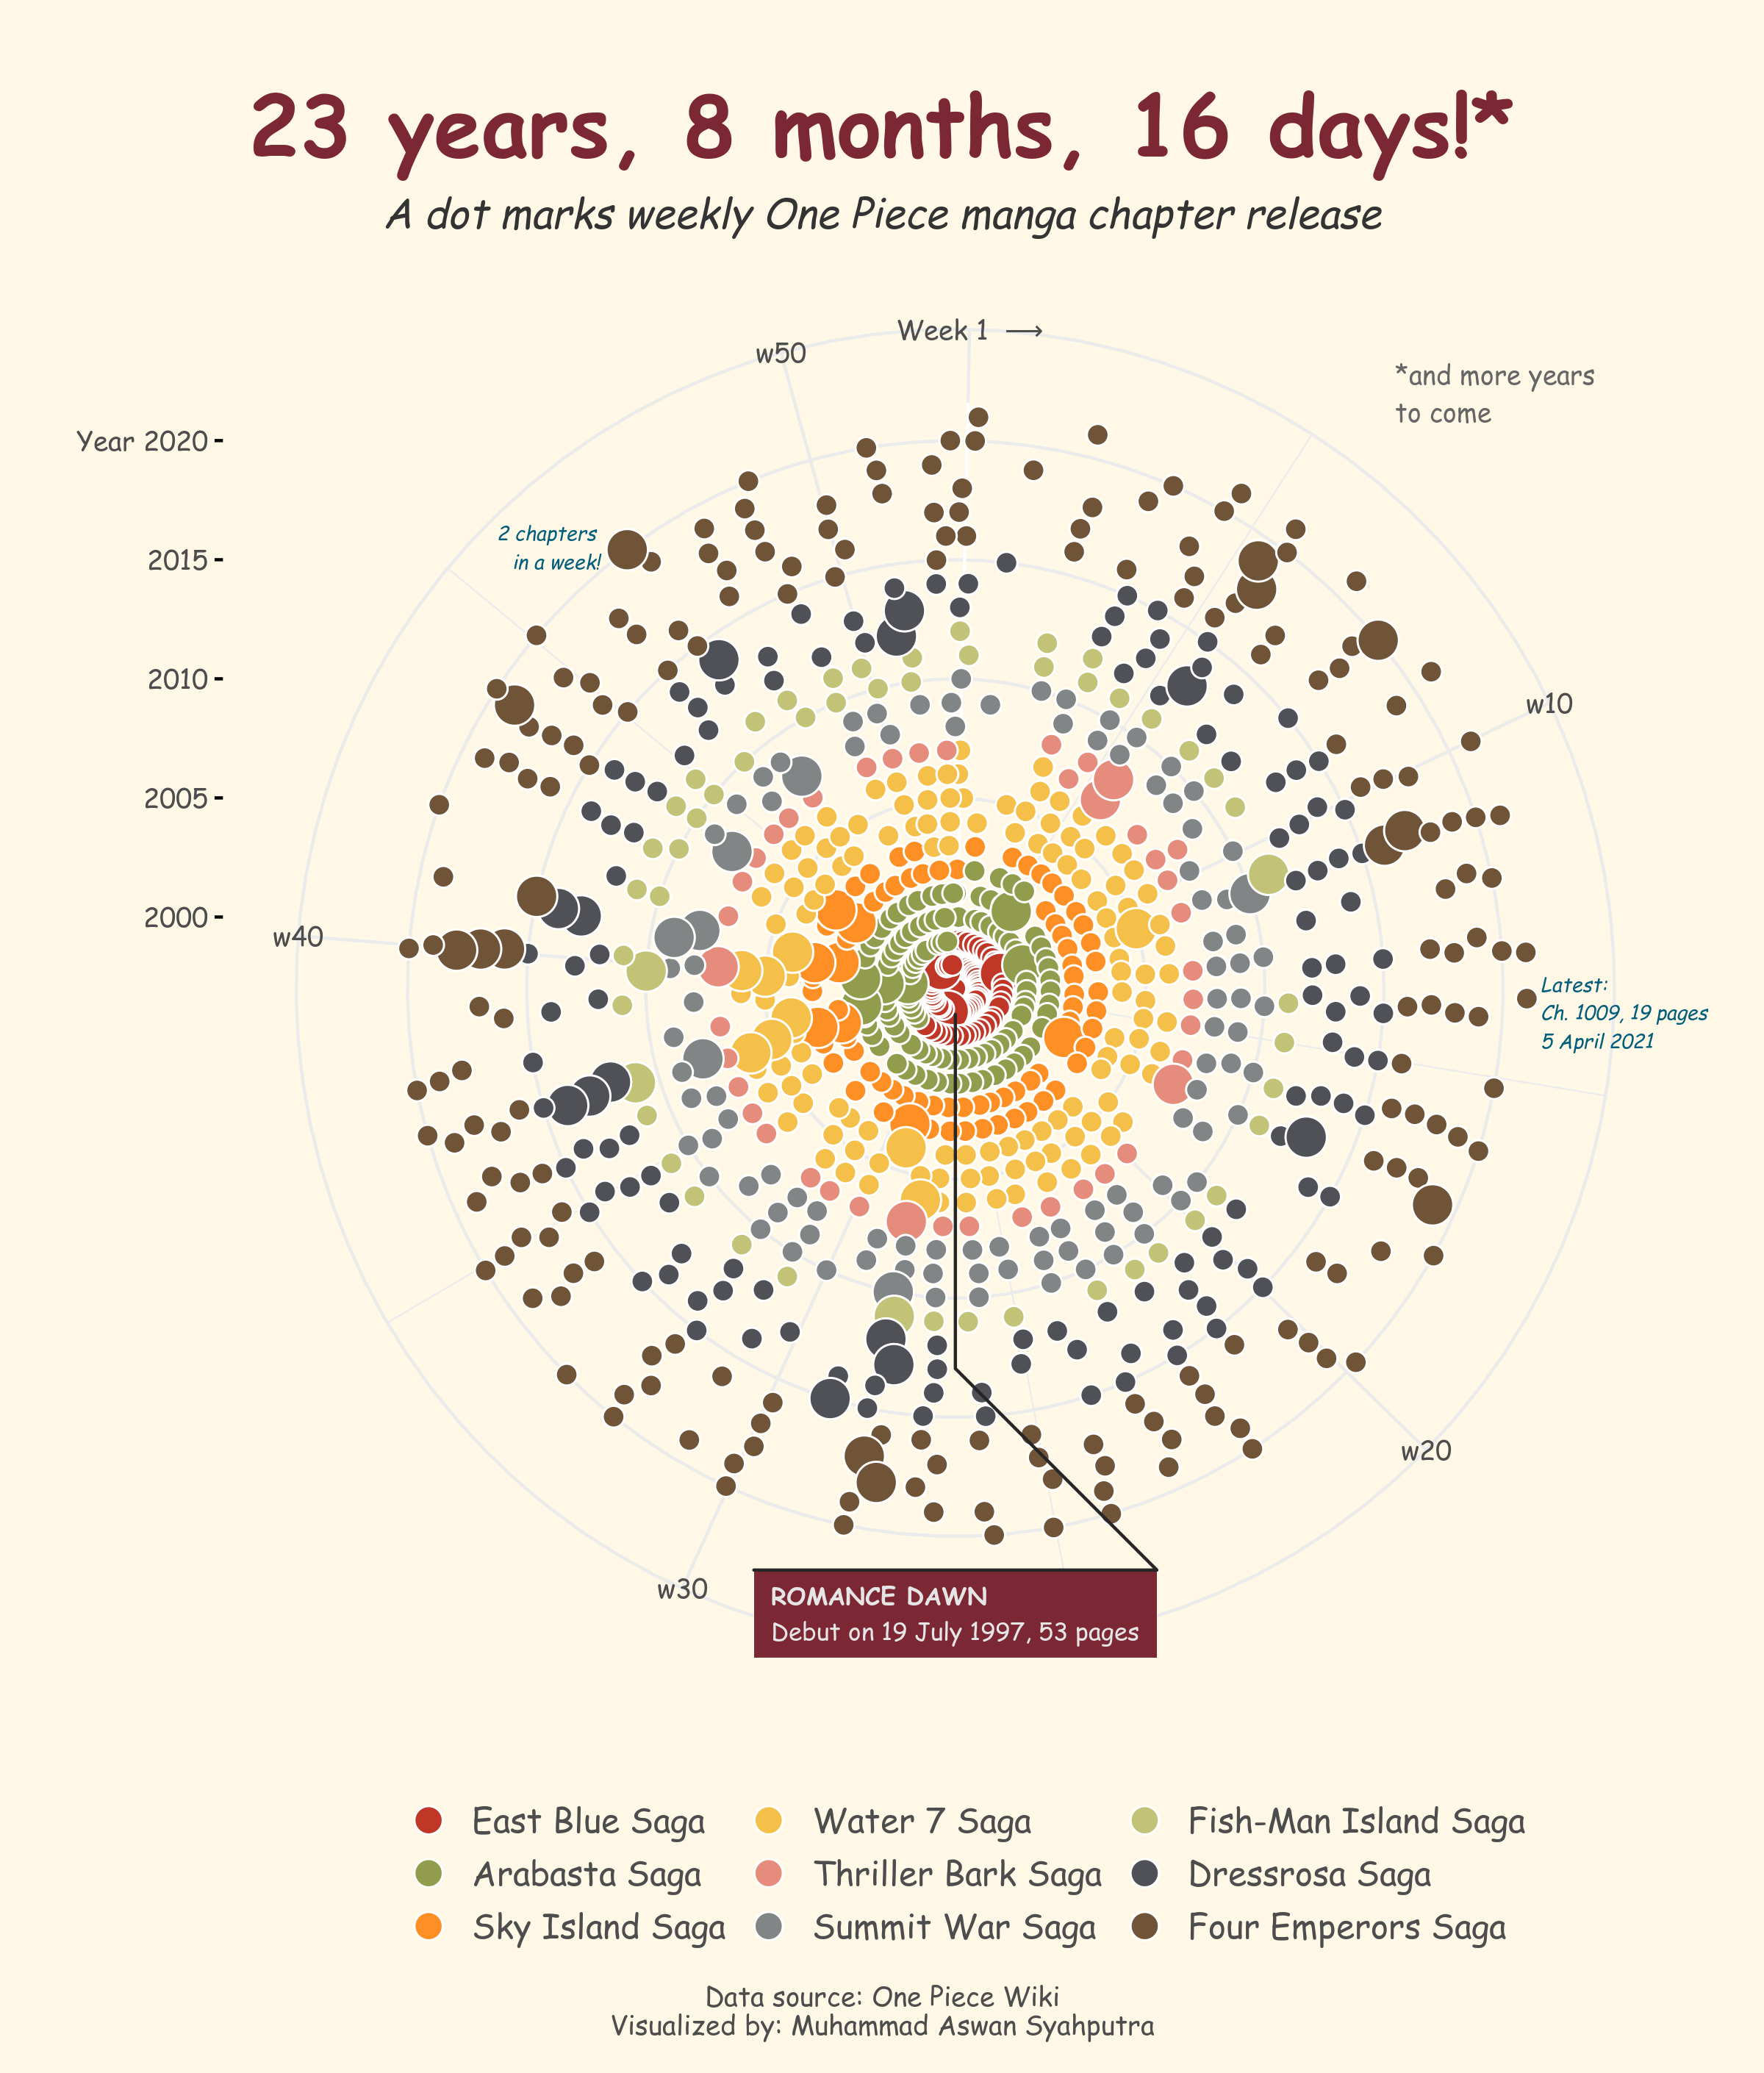 23 years, 8 months, 16 days!*
A dot marks weekly One Piece manga chapter release
Week 1 ⟶
w50
*and more years
to come
Year 2020
2 chapters
in a week!
2015
2010
w10
2005
2000
w40
Latest:
Ch. 1009, 19 pages
5 April 2021
w20
w30
ROMANCE DAWN
Debut on 19 July 1997, 53 pages
East Blue Saga
Water 7 Saga
Fish-Man Island Saga
Arabasta Saga
Thriller Bark Saga
Dressrosa Saga
Sky Island Saga
Summit War Saga
Four Emperors Saga
Data source: One Piece Wiki
Visualized by: Muhammad Aswan Syahputra